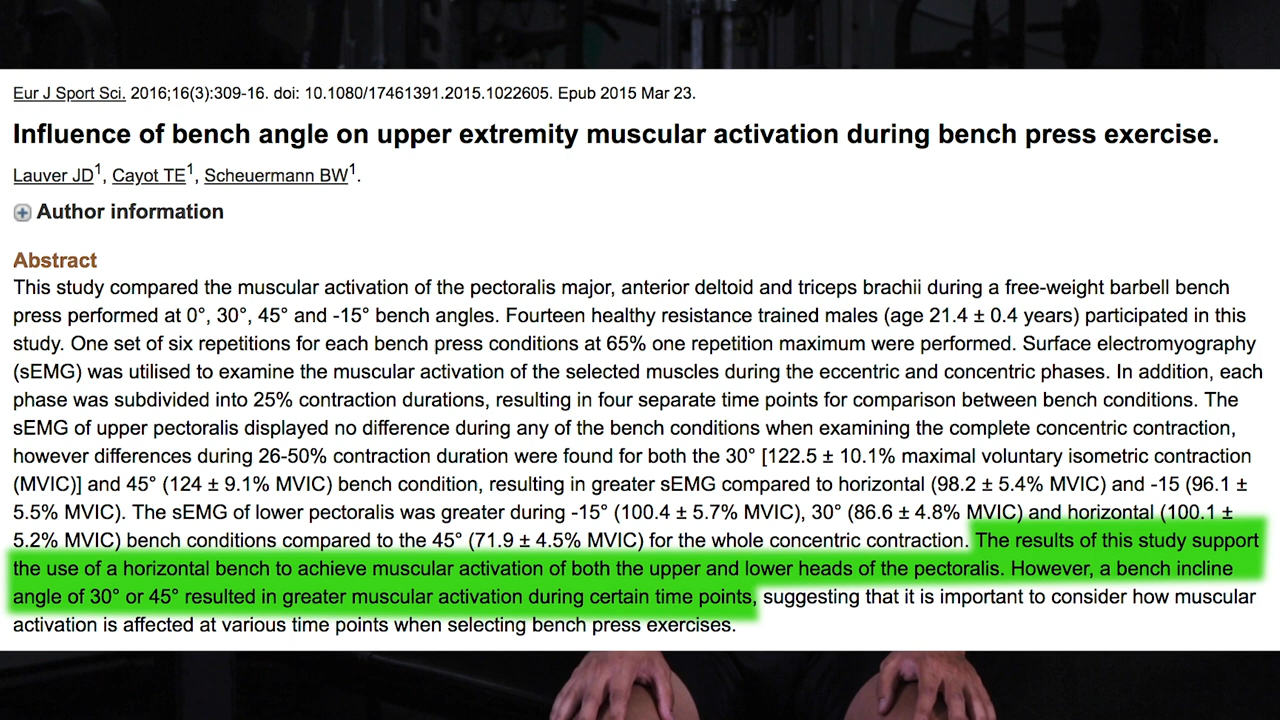 Eur J Sport Sci. 2016;16(3):309-16. doi: 10.1080/17461391.2015.1022605. Epub 2015 Mar 23.
Influence of bench angle on upper extremity muscular activation during bench press exercise.
Lauver JD1, Cayot TE1, Scheuermann BW1.
Author information
Abstract
This study compared the muscular activation of the pectoralis major, anterior deltoid and triceps brachii during a free-weight barbell bench
press performed at 0°, 30°, 45° and -15° bench angles. Fourteen healthy resistance trained males (age 21.4 ± 0.4 years) participated in this
study. One set of six repetitions for each bench press conditions at 65% one repetition maximum were performed. Surface electromyography
(sEMG) was utilised to examine the muscular activation of the selected muscles during the eccentric and concentric phases. In addition, each
phase was subdivided into 25% contraction durations, resulting in four separate time points for comparison between bench conditions. The
sEMG of upper pectoralis displayed no difference during any of the bench conditions when examining the complete concentric contraction,
however differences during 26-50% contraction duration were found for both the 30° [122.5 ± 10.1% maximal voluntary isometric contraction
(MVIC)] and 45° (124 ± 9.1% MVIC) bench condition, resulting in greater sEMG compared to horizontal (98.2 ± 5.4% MVIC) and -15 (96.1 ±
5.5% MVIC). The sEMG of lower pectoralis was greater during -15° (100.4 ± 5.7% MVIC), 30° (86.6 ± 4.8% MVIC) and horizontal (100.1 ±
5.2% MVIC) bench conditions compared to the 45° (71.9 ± 4.5% MVIC) for the whole concentric contraction. The results of this study support
the use of a horizontal bench to achieve muscular activation of both the upper and lower heads of the pectoralis. However, a bench incline
angle of 30° or 45° resulted in greater muscular activation during certain time points, suggesting that it is important to consider how muscular
activation is affected at various time points when selecting bench press exercises.